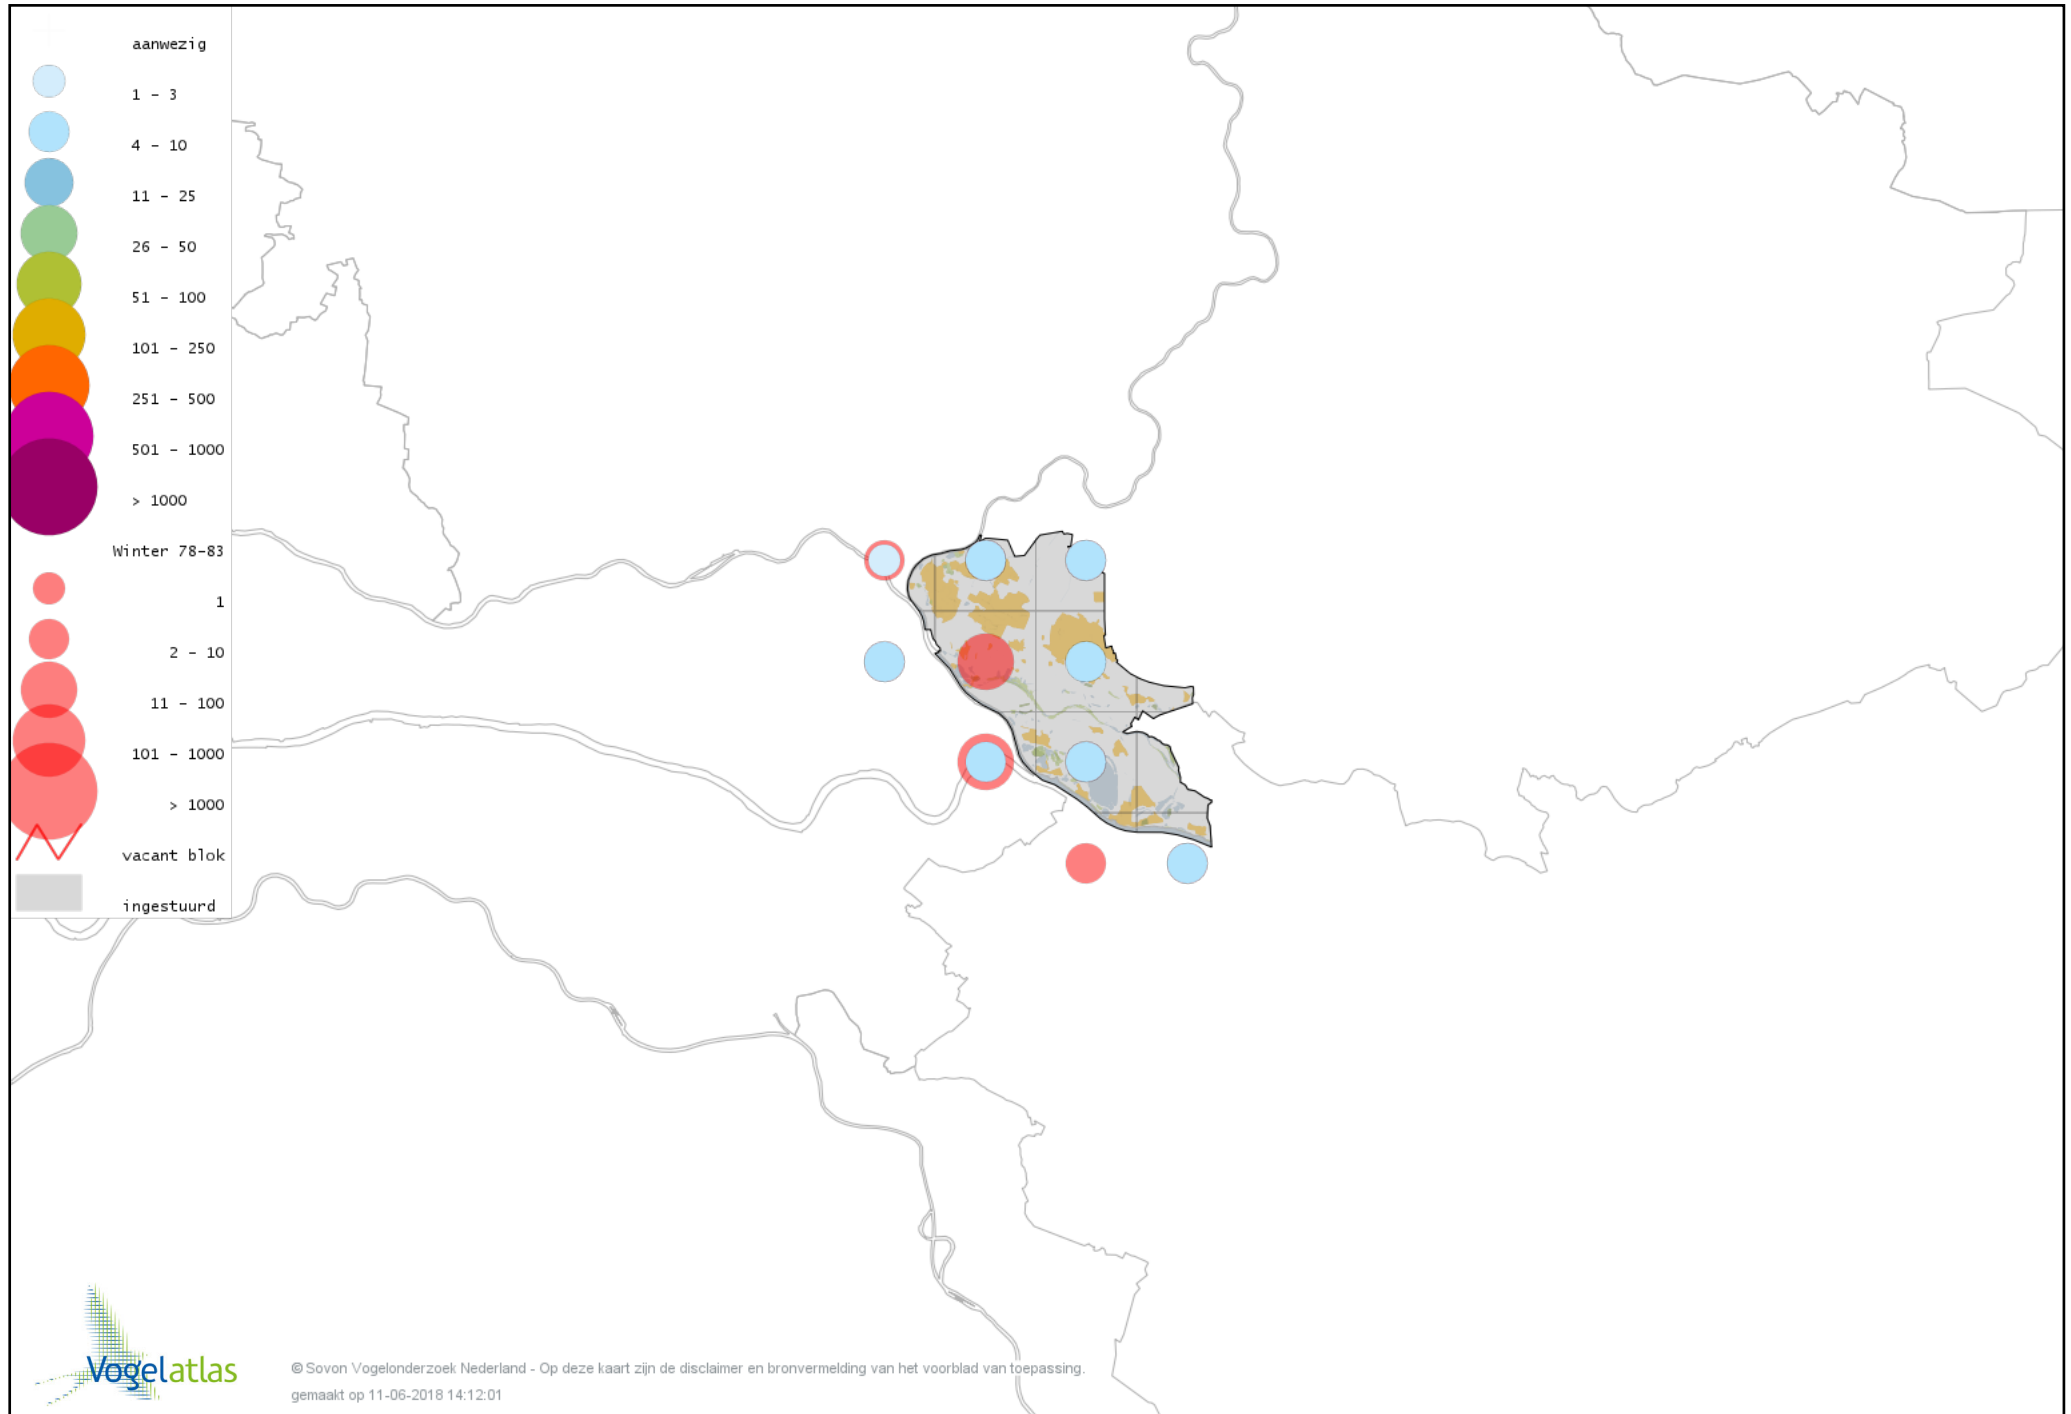 aanwezig
1 - 3
4 - 10
11 - 25
26 - 50
51 - 100
101 - 250
251 - 500
501 - 1000
> 1000
Winter 78-83
1
2 - 10
11 - 100
101 - 1000
> 1000
vacant blok
ingestuurd
Vogelatlas
© Sovon Vogelonderzoek Nederland - Op deze kaart zijn de disclaimer en bronvermelding van het voorblad van toepassing.
gemaakt op 11-06-2018 14:12:01